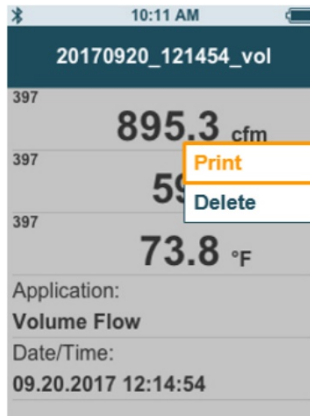 10:11 AM
20170920_121454_vol
397
895.3 cfm
397
Print
Delete
397
73.8 °F
Application:
Volume Flow
Date/Time:
09.20.2017 12:14:54